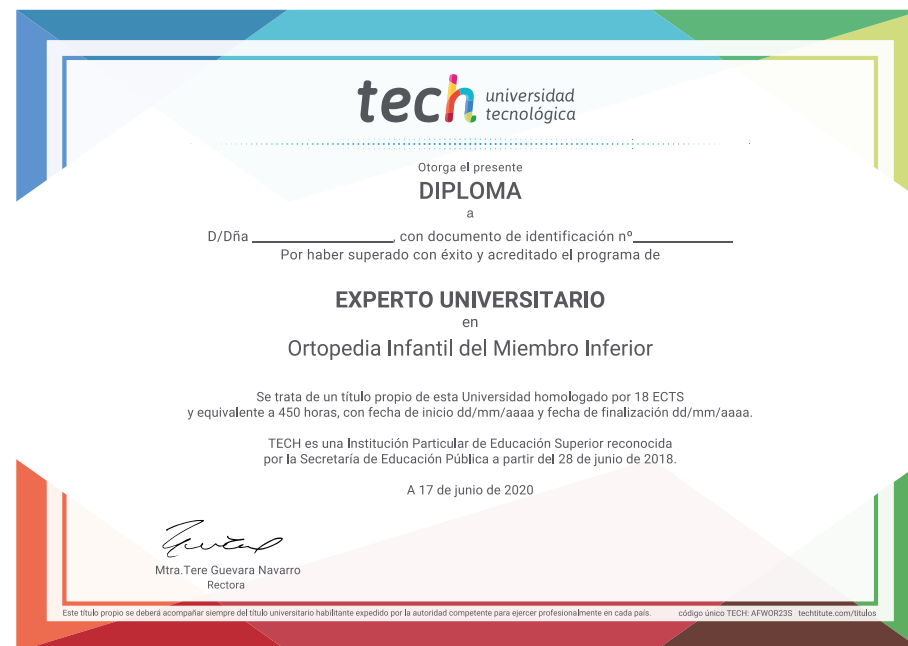 tech universidad
tecnológica
Otorga el presente
DIPLOMA
a
D/Dña ____________, con documento de identificación nº____________
Por haber superado con éxito y acreditado el programa de
EXPERTO UNIVERSITARIO
en
Ortopedia Infantil del Miembro Inferior
Se trata de un título propio de esta Universidad homologado por 18 ECTS
y equivalente a 450 horas, con fecha de inicio dd/mm/aaaa y fecha de finalización dd/mm/aaaa.
TECH es una Institución Particular de Educación Superior reconocida
por la Secretaría de Educación Pública a partir del 28 de junio de 2018.
A 17 de junio de 2020
Mtra.Tere Guevara Navarro
Rectora
Este título propio se deberá acompañar siempre del título universitario habilitante expedido por la autoridad competente para ejercer profesionalmente en cada país. código único TECH: AFWOR23S techtitute.com/titulos